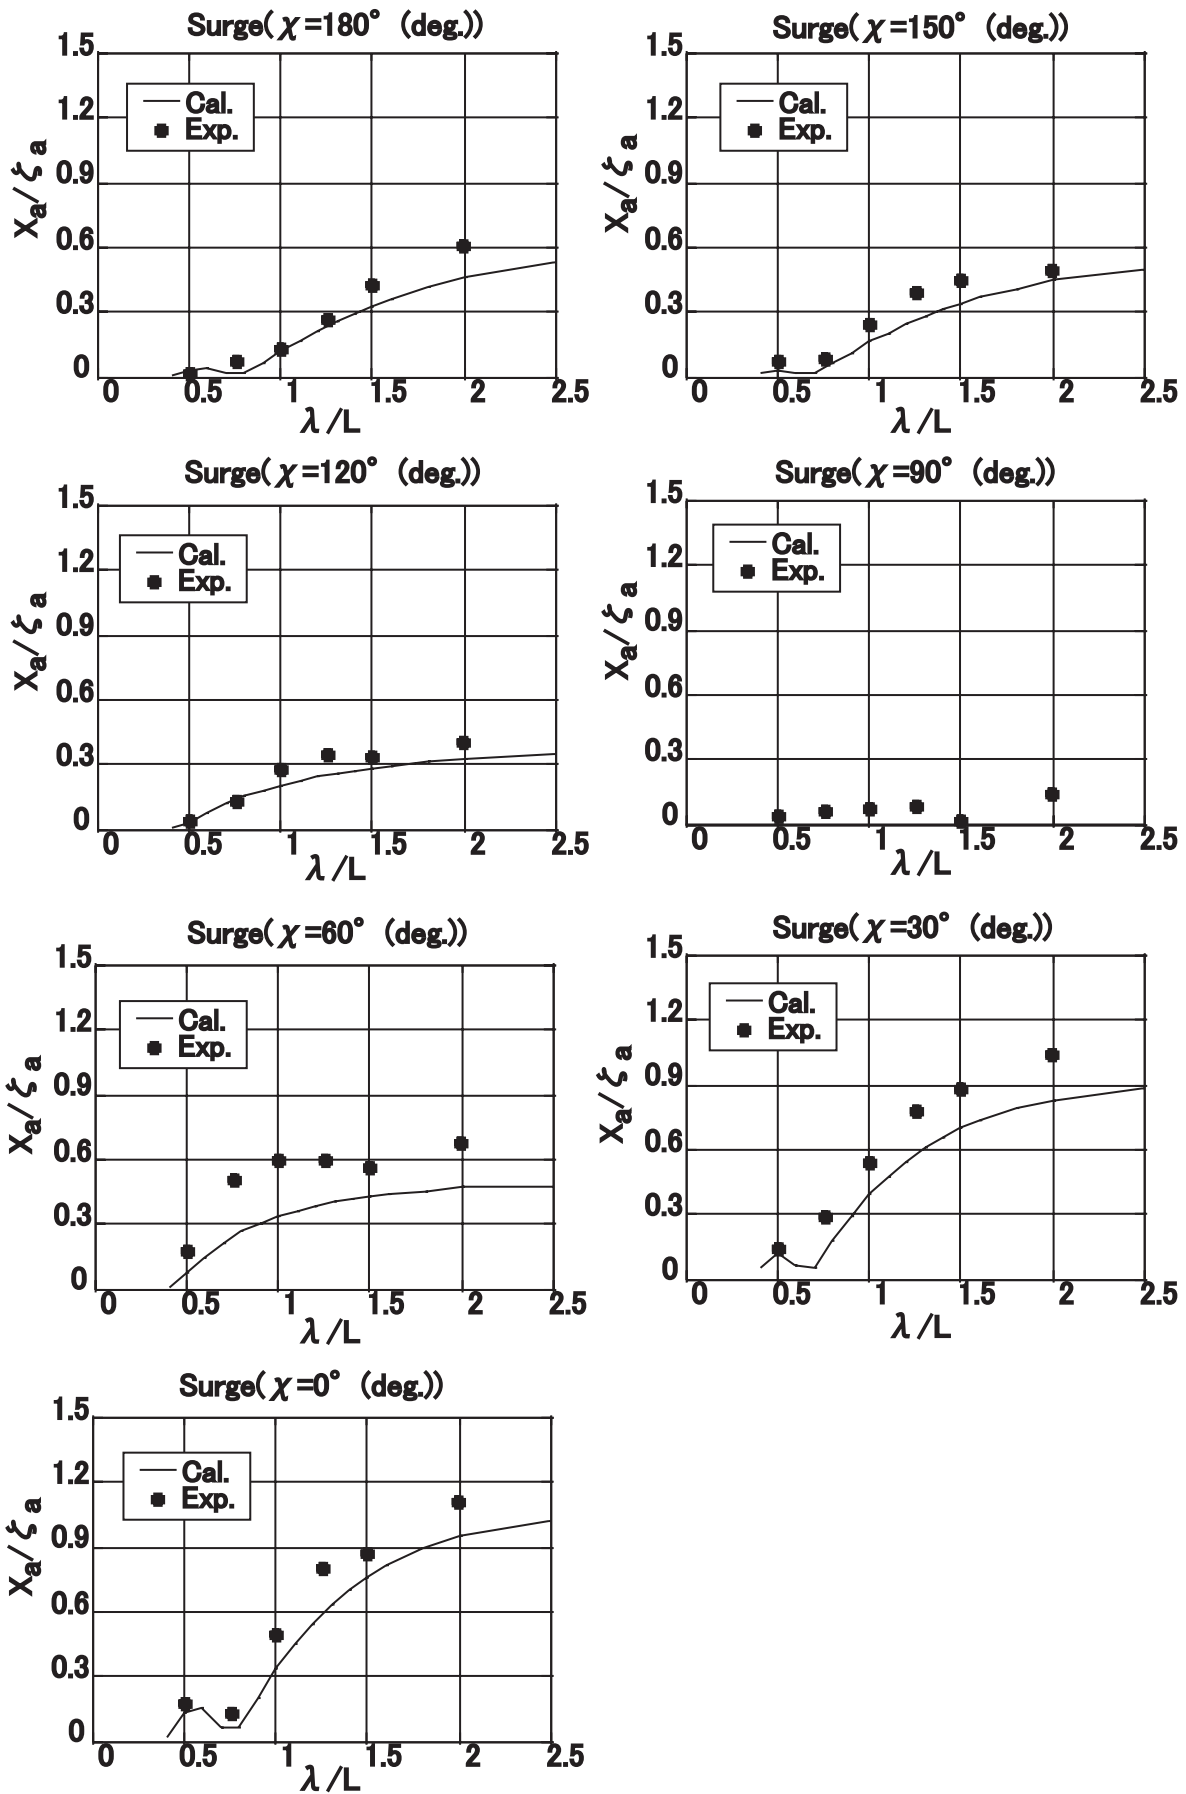 Surge(χ=180° (deg.))
1.5
1.2
0.9
0.6
0.3
0
Xa/ζa
Cal.
Exp.
0 0.5 1 1.5 2 2.5
λ/L
Surge(χ=150° (deg.))
1.5
1.2
0.9
0.6
0.3
0
Xa/ζa
Cal.
Exp.
0 0.5 1 1.5 2 2.5
λ/L
Surge(χ=120° (deg.))
1.5
1.2
0.9
0.6
0.3
0
Xa/ζa
Cal.
Exp.
0 0.5 1 1.5 2 2.5
λ/L
Surge(χ=90° (deg.))
1.5
1.2
0.9
0.6
0.3
0
Xa/ζa
Cal.
Exp.
0 0.5 1 1.5 2 2.5
λ/L
Surge(χ=60° (deg.))
1.5
1.2
0.9
0.6
0.3
0
Xa/ζa
Cal.
Exp.
0 0.5 1 1.5 2 2.5
λ/L
Surge(χ=30° (deg.))
1.5
1.2
0.9
0.6
0.3
0
Xa/ζa
Cal.
Exp.
0 0.5 1 1.5 2 2.5
λ/L
Surge(χ=0° (deg.))
1.5
1.2
0.9
0.6
0.3
0
Xa/ζa
Cal.
Exp.
0 0.5 1 1.5 2 2.5
λ/L